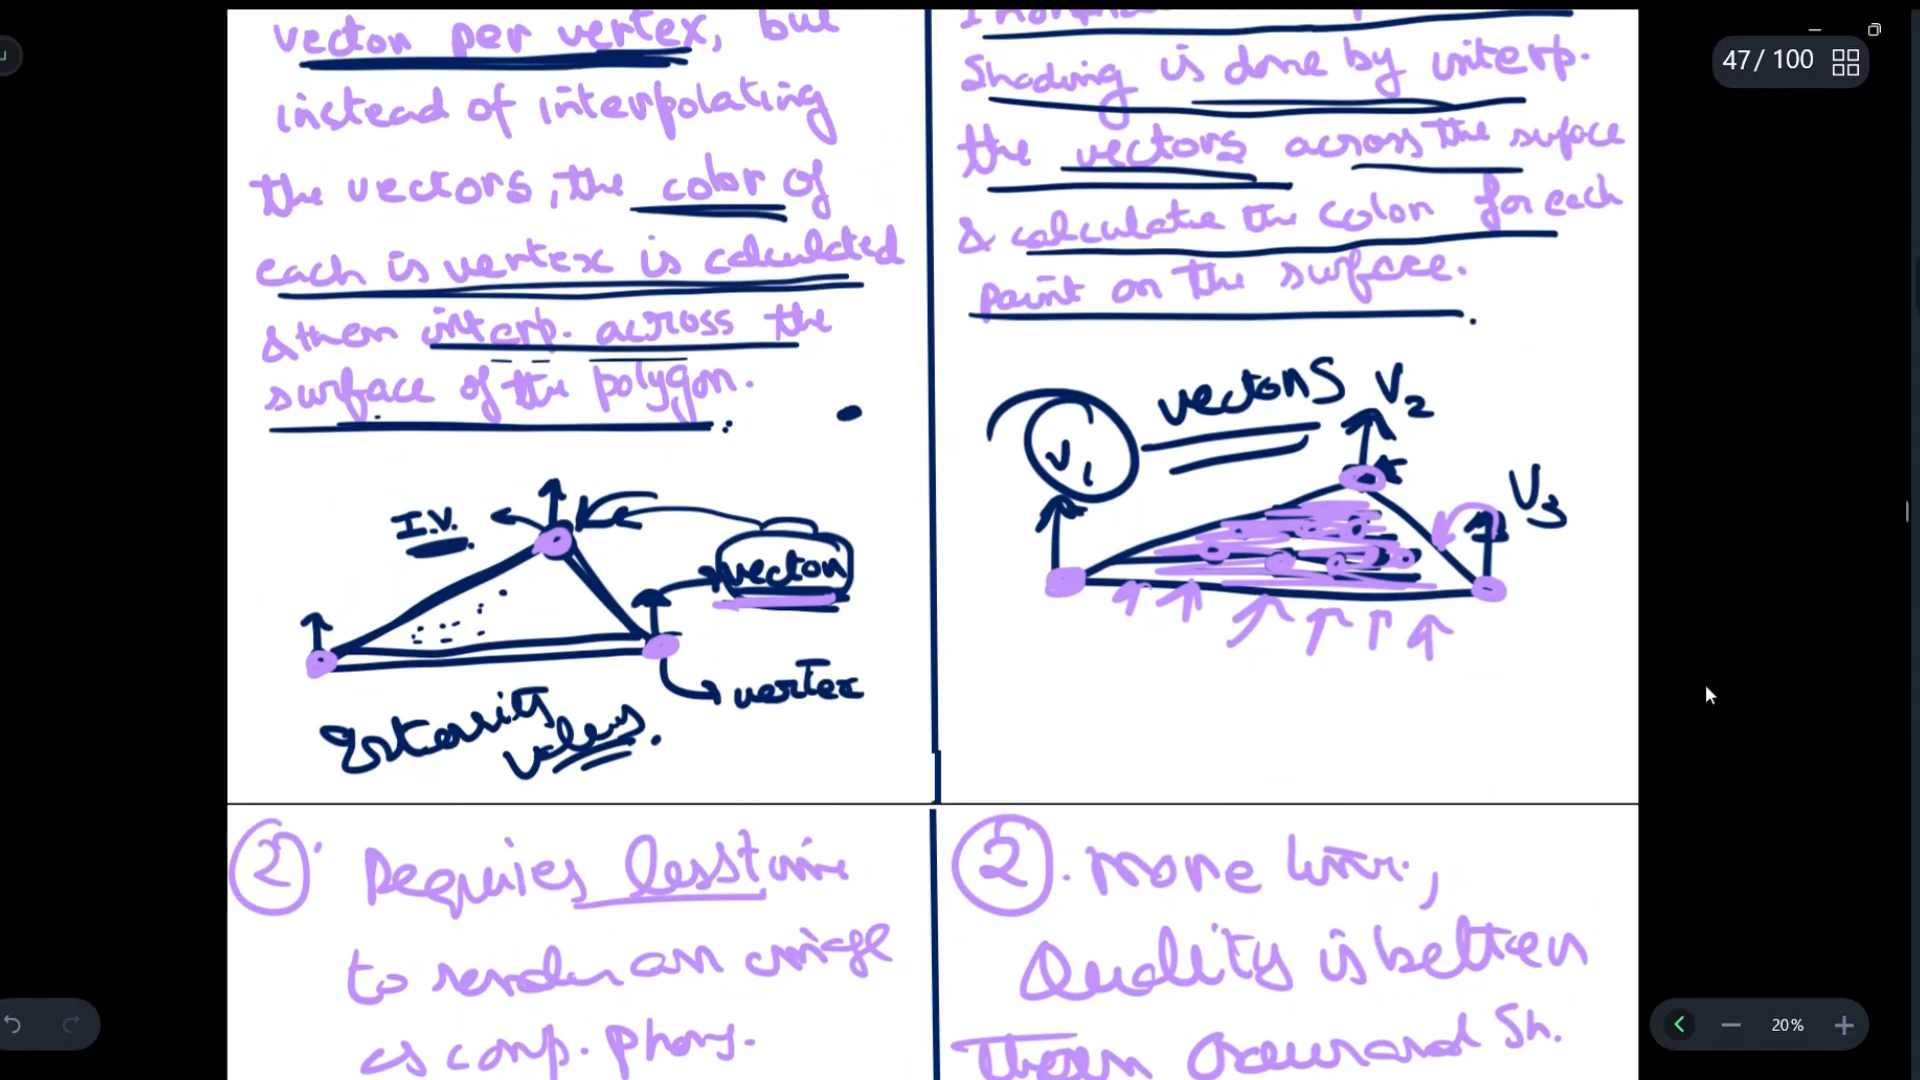 vector per vertex, but
instead of interpolating
the vectors, the color of
each is vertex is calculated
& then interp. across the
surface of the polygon.
I.V.
vector
vertex
Intensity
values.
shading is done by interp.
the vectors across the surface
& calculate the color for each
point on the surface.
vectors
V1
V2
V3
2
Requies less time
to render an image
as comp. phong.
2. More time,
Quality is better
Then Gouraud Sh.
47 / 100
20%